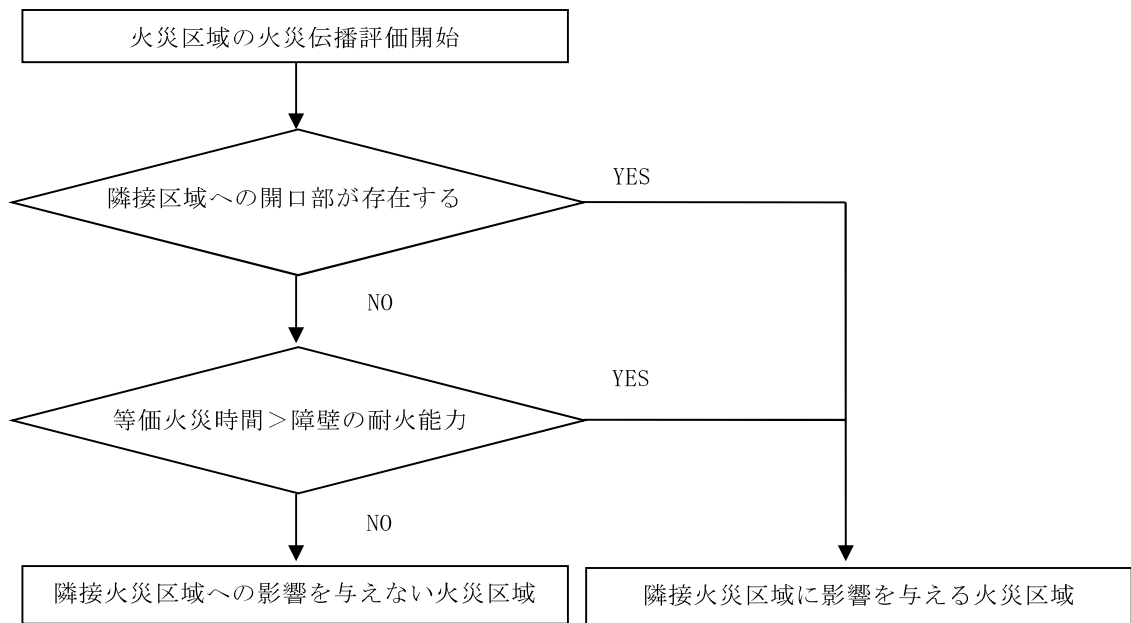 火災区域の火災伝播評価開始
YES
隣接区域への開口部が存在する
NO
YES
等価火災時間>障壁の耐火能力
NO
隣接火災区域への影響を与えない火災区域
隣接火災区域に影響を与える火災区域